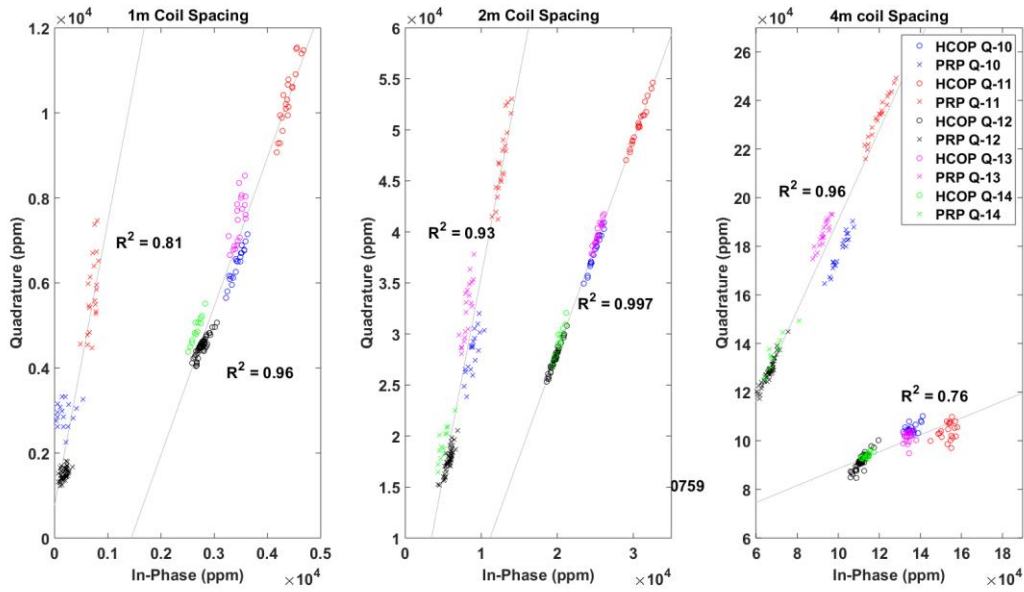 1m Coil Spacing
×10⁴
1.2
1
0.8
0.6
0.4
0.2
0
Quadrature (ppm)
R² = 0.81
R² = 0.96
0 0.1 0.2 0.3 0.4 0.5
In-Phase (ppm)
×10⁴
2m Coil Spacing
×10⁴
6
5.5
5
4.5
4
3.5
3
2.5
2
1.5
1
Quadrature (ppm)
R² = 0.93
R² = 0.997
0759
0 1 2 3
In-Phase (ppm)
×10⁴
4m coil Spacing
×10⁴
26
24
22
20
18
16
14
12
10
8
6
Quadrature (ppm)
R² = 0.96
R² = 0.76
6 8 10 12 14 16 18
In-Phase (ppm)
×10⁴
HCOP Q-10
PRP Q-10
HCOP Q-11
PRP Q-11
HCOP Q-12
PRP Q-12
HCOP Q-13
PRP Q-13
HCOP Q-14
PRP Q-14